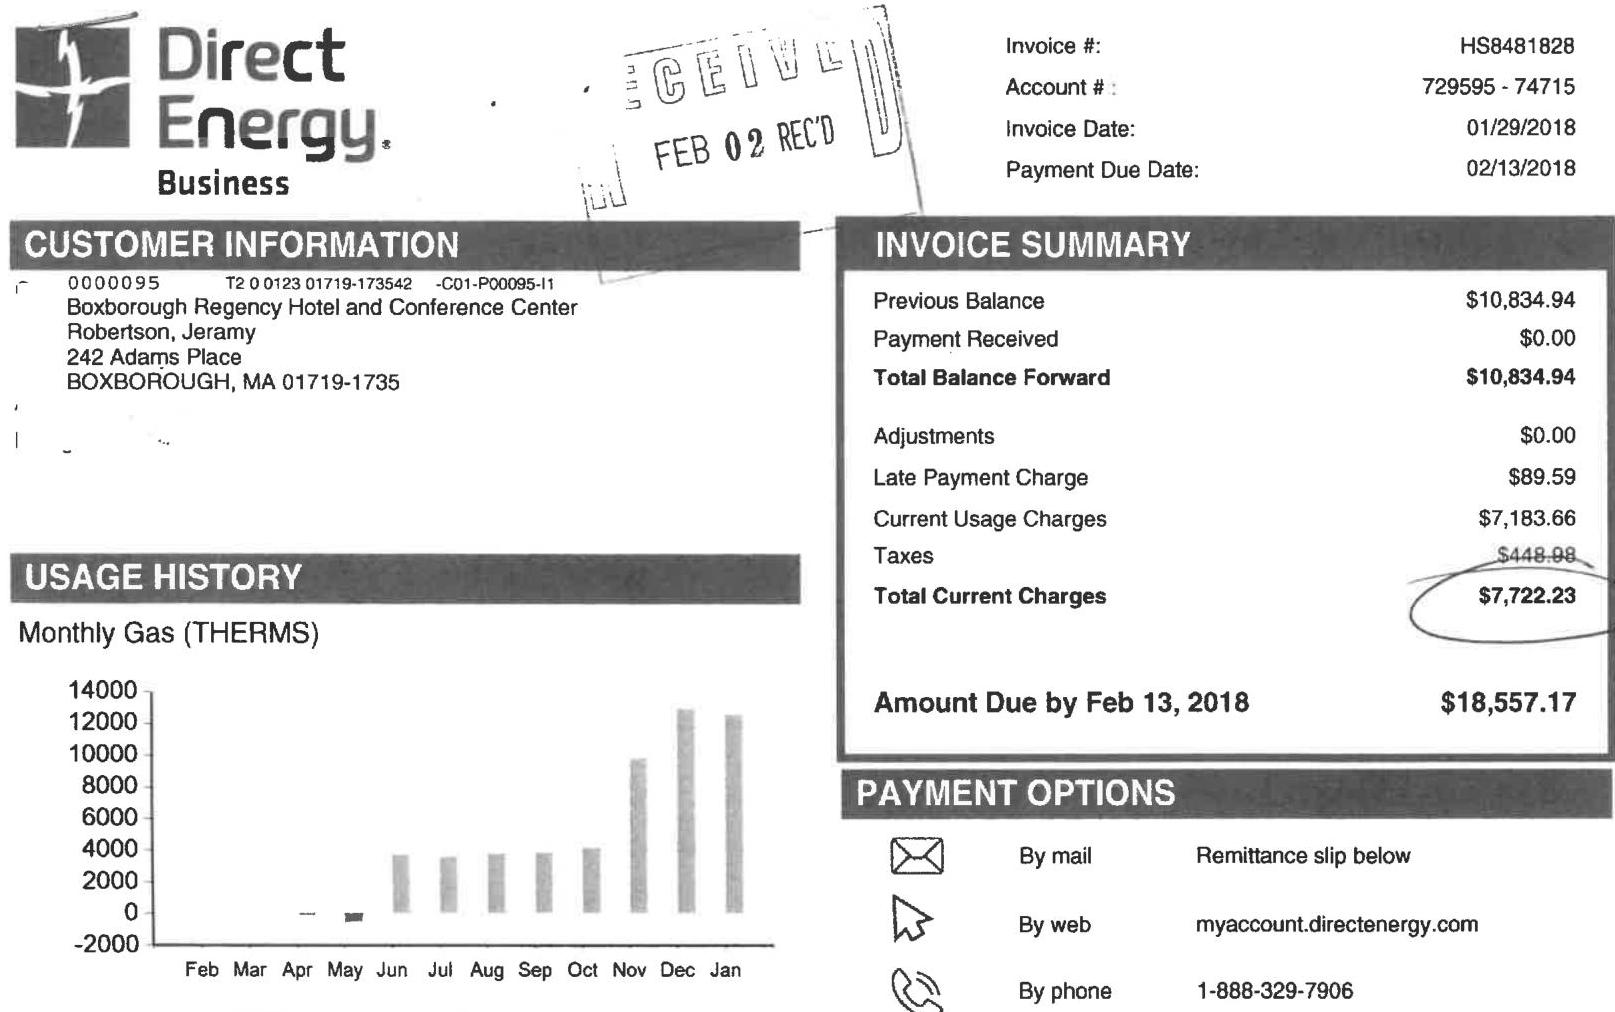 Direct
Energy®
Business
ECEIVED
FEB 02 REC'D
Invoice #: HS8481828
Account #: 729595 - 74715
Invoice Date: 01/29/2018
Payment Due Date: 02/13/2018
CUSTOMER INFORMATION
0000095 T2 0 0123 01719-173542 -C01-P00095-I1
Boxborough Regency Hotel and Conference Center
Robertson, Jeramy
242 Adams Place
BOXBOROUGH, MA 01719-1735
INVOICE SUMMARY
Previous Balance $10,834.94
Payment Received $0.00
Total Balance Forward $10,834.94
Adjustments $0.00
Late Payment Charge $89.59
Current Usage Charges $7,183.66
Taxes $448.98
Total Current Charges $7,722.23
Amount Due by Feb 13, 2018 $18,557.17
USAGE HISTORY
Monthly Gas (THERMS)
14000
12000
10000
8000
6000
4000
2000
0
-2000
Feb Mar Apr May Jun Jul Aug Sep Oct Nov Dec Jan
PAYMENT OPTIONS
By mail Remittance slip below
By web myaccount.directenergy.com
By phone 1-888-329-7906